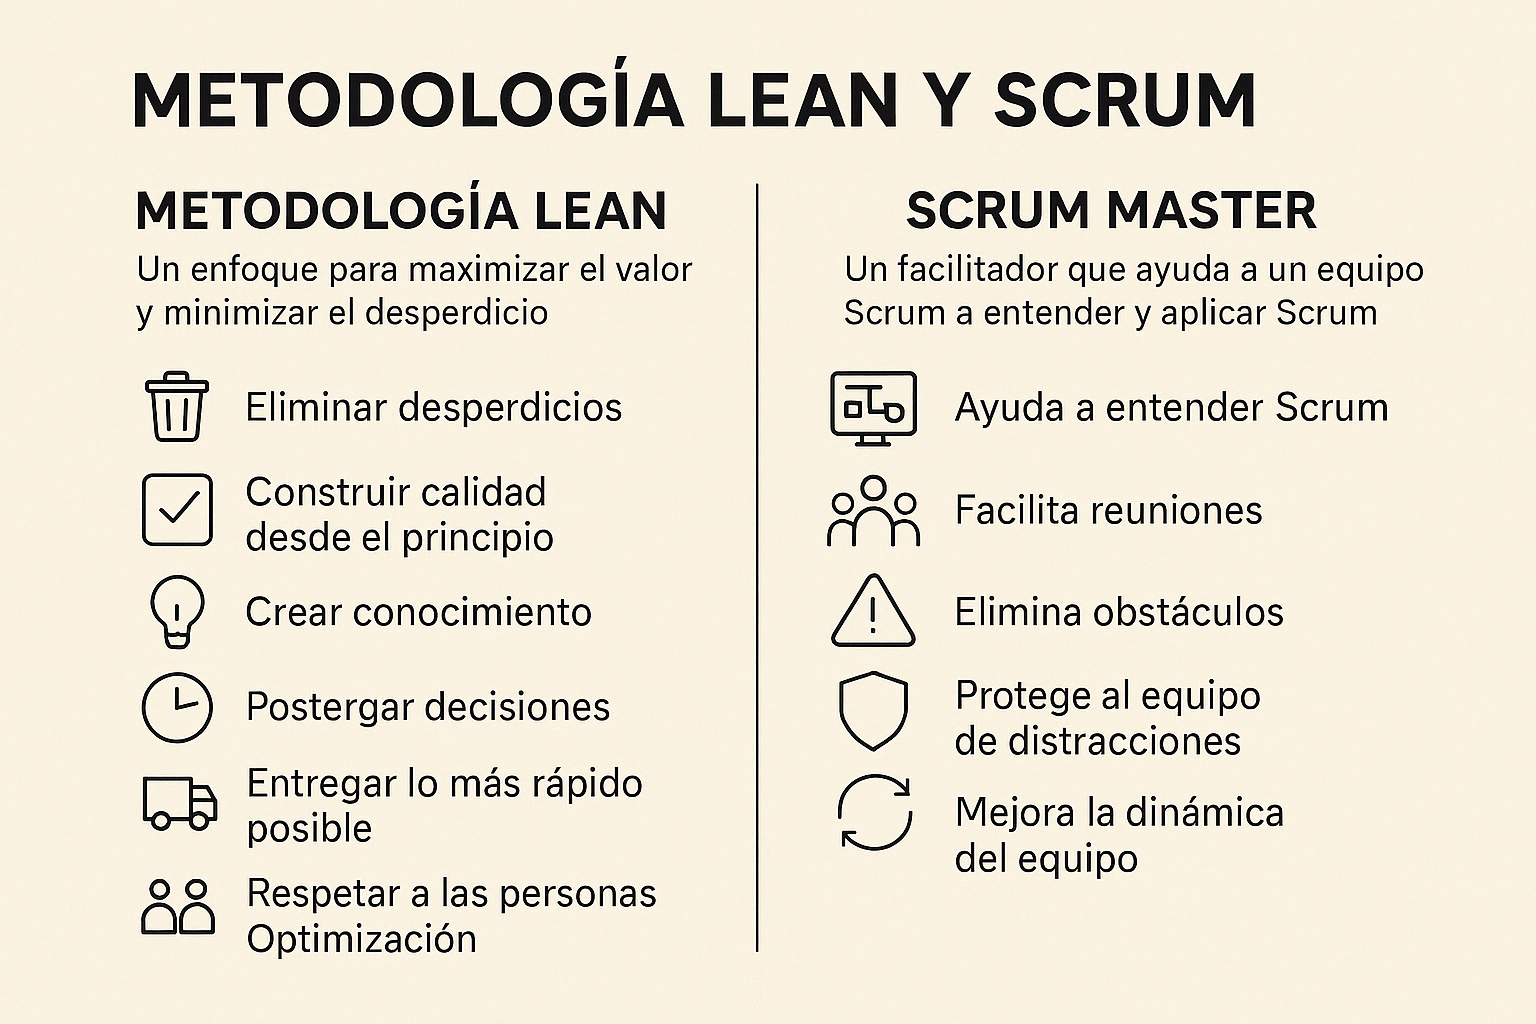 METODOLOGÍA LEAN Y SCRUM
METODOLOGÍA LEAN
Un enfoque para maximizar el valor
y minimizar el desperdicio
Eliminar desperdicios
Construir calidad
desde el principio
Crear conocimiento
Postergar decisiones
Entregar lo más rápido
posible
Respetar a las personas
Optimización
SCRUM MASTER
Un facilitador que ayuda a un equipo
Scrum a entender y aplicar Scrum
Ayuda a entender Scrum
Facilita reuniones
Elimina obstáculos
Protege al equipo
de distracciones
Mejora la dinámica
del equipo